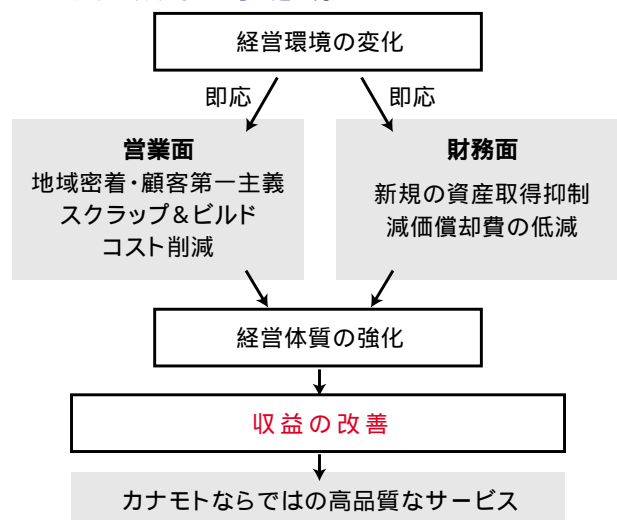 経営環境の変化
即応
即応
営業面
地域密着・顧客第一主義
スクラップ&ビルド
コスト削減
財務面
新規の資産取得抑制
減価償却費の低減
経営体質の強化
収益の改善
カナモトならではの高品質なサービス